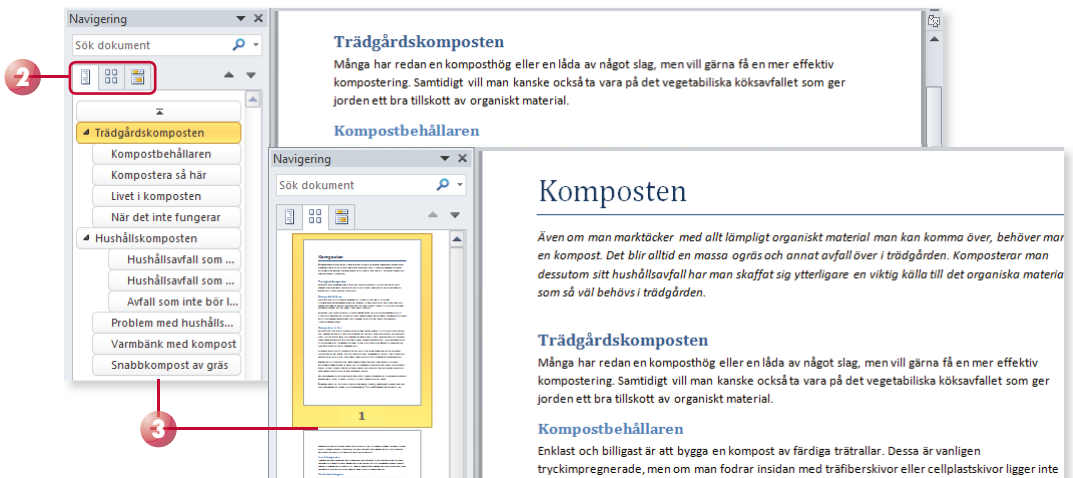 Navigering
Sök dokument
2
Trädgårdskomposten
Kompostbehållaren
Kompostera så här
Livet i komposten
När det inte fungerar
Hushållskomposten
Hushållsavfall som ...
Hushållsavfall som ...
Avfall som inte bör l...
Problem med hushålls...
Varmbänk med kompost
Snabbkompost av gräs
3
Trädgårdskomposten
Många har redan en komposthög eller en låda av något slag, men vill gärna få en mer effektiv
kompostering. Samtidigt vill man kanske också ta vara på det vegetabiliska köksavfallet som ger
jorden ett bra tillskott av organiskt material.
Kompostbehållaren
Navigering
Sök dokument
Komposten
1
Komposten
Även om man marktäcker med allt lämpligt organiskt material man kan komma över, behöver man
en kompost. Det blir alltid en massa ogräs och annat avfall över i trädgården. Komposterar man
dessutom sitt hushållsavfall har man skaffat sig ytterligare en viktig källa till det organiska materia
som så väl behövs i trädgården.
Trädgårdskomposten
Många har redan en komposthög eller en låda av något slag, men vill gärna få en mer effektiv
kompostering. Samtidigt vill man kanske också ta vara på det vegetabiliska köksavfallet som ger
jorden ett bra tillskott av organiskt material.
Kompostbehållaren
Enklast och billigast är att bygga en kompost av färdiga trätrallar. Dessa är vanligen
tryckimpregnerade, men om man fodrar insidan med träfiberskivor eller cellplastskivor ligger inte